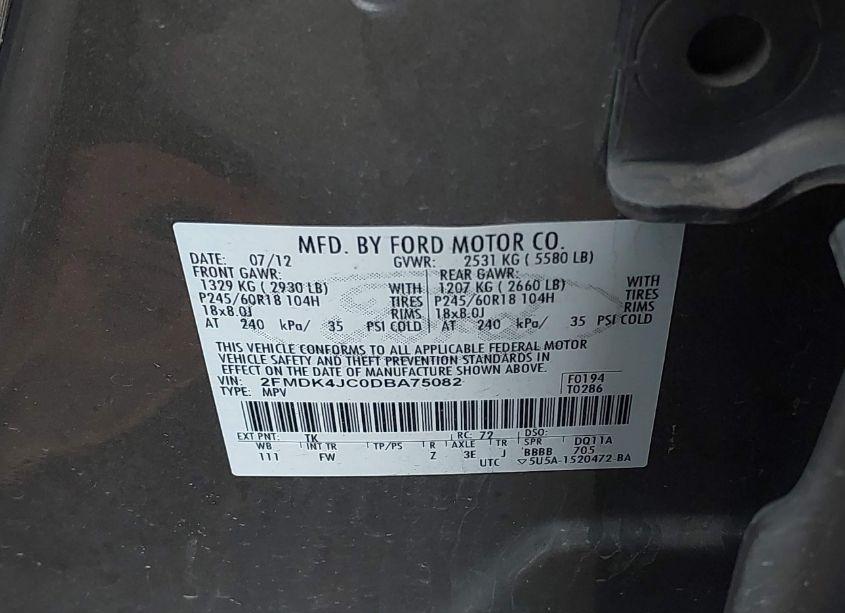 MFD. BY FORD MOTOR CO.
DATE: 07/12 GVWR: 2531 KG ( 5580 LB)
FRONT GAWR: REAR GAWR:
1329 KG ( 2930 LB) WITH 1207 KG ( 2660 LB) WITH
P245/60R18 104H TIRES P245/60R18 104H TIRES
18x8.0J RIMS 18x8.0J RIMS
AT 240 kPa/ 35 PSI COLD AT 240 kPa/ 35 PSI COLD
THIS VEHICLE CONFORMS TO ALL APPLICABLE FEDERAL MOTOR
VEHICLE SAFETY AND THEFT PREVENTION STANDARDS IN
EFFECT ON THE DATE OF MANUFACTURE SHOWN ABOVE.
VIN: 2FMDK4JC0DBA75082 F0194
TYPE: MPV T0286
EXT PNT: TK RC: 72 DSO:
WB INT TR TP/PS R AXLE TR SPR DQ11A
111 FW Z 3E J BBBB 705
UTC ▽5U5A-1520472-BA